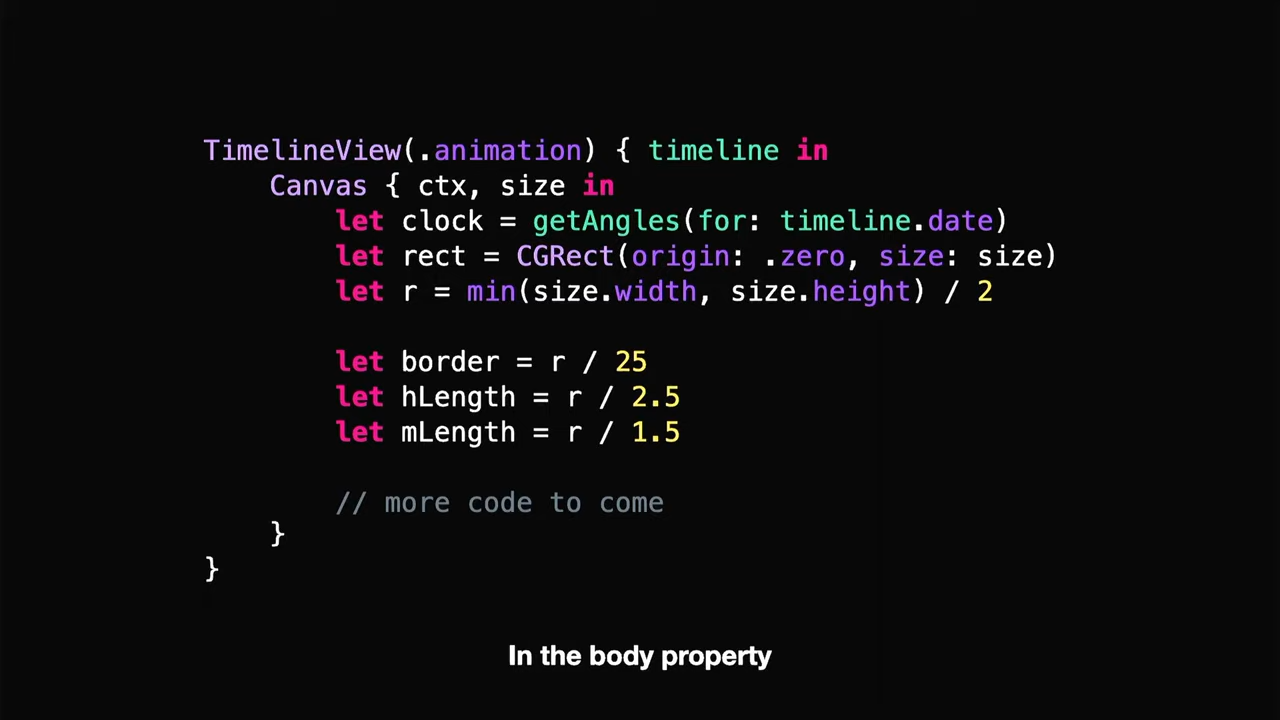 TimelineView(.animation) { timeline in
    Canvas { ctx, size in
        let clock = getAngles(for: timeline.date)
        let rect = CGRect(origin: .zero, size: size)
        let r = min(size.width, size.height) / 2

        let border = r / 25
        let hLength = r / 2.5
        let mLength = r / 1.5

        // more code to come
    }
}
In the body property